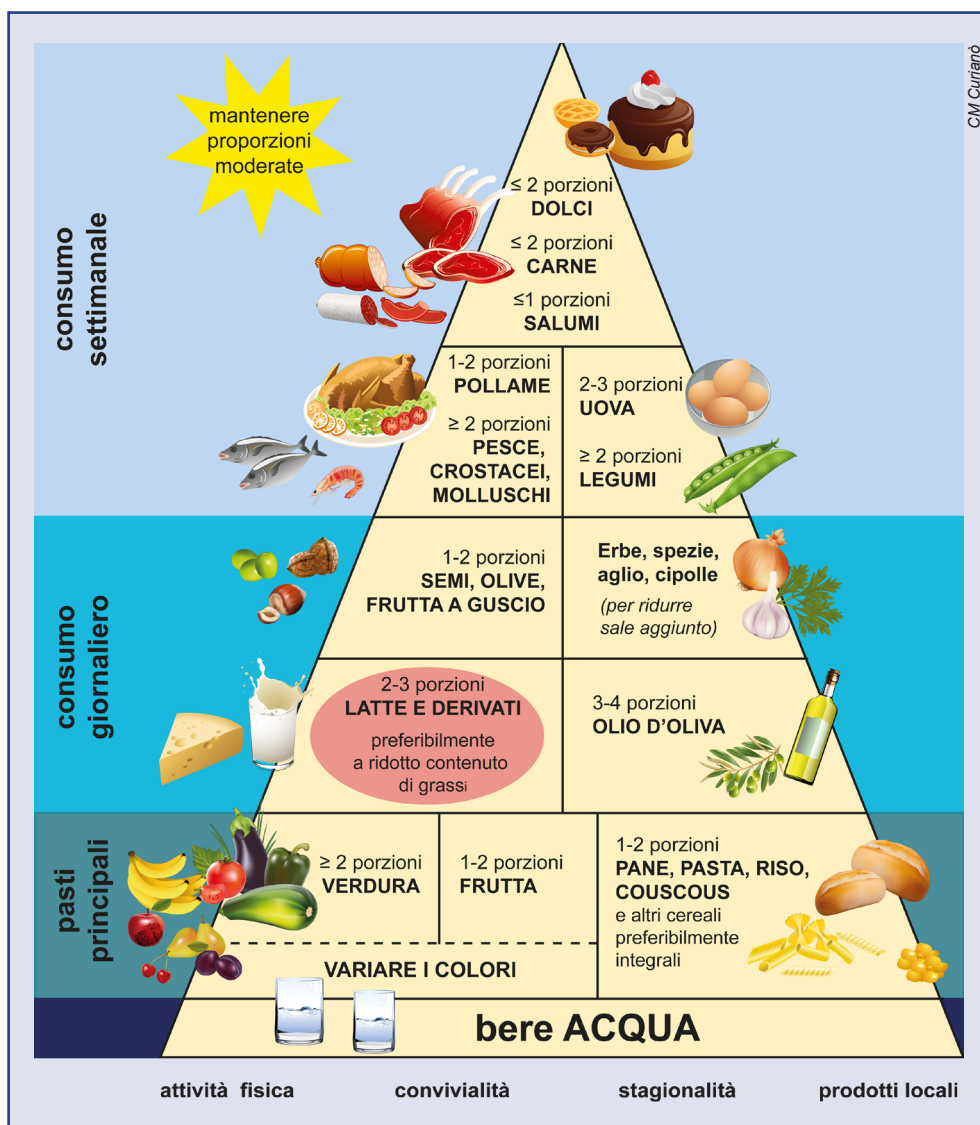 CM Curianò
mantenere
proporzioni
moderate
consumo
settimanale
≤ 2 porzioni
DOLCI
≤ 2 porzioni
CARNE
≤1 porzioni
SALUMI
1-2 porzioni
POLLAME
≥ 2 porzioni
PESCE,
CROSTACEI,
MOLLUSCHI
2-3 porzioni
UOVA
≥ 2 porzioni
LEGUMI
consumo
giornaliero
1-2 porzioni
SEMI, OLIVE,
FRUTTA A GUSCIO
Erbe, spezie,
aglio, cipolle
(per ridurre
sale aggiunto)
2-3 porzioni
LATTE E DERIVATI
preferibilmente
a ridotto contenuto
di grassi
3-4 porzioni
OLIO D’OLIVA
pasti
principali
≥ 2 porzioni
VERDURA
1-2 porzioni
FRUTTA
VARIARE I COLORI
1-2 porzioni
PANE, PASTA, RISO,
COUSCOUS
e altri cereali
preferibilmente
integrali
bere ACQUA
attività fisica
convivialità
stagionalità
prodotti locali